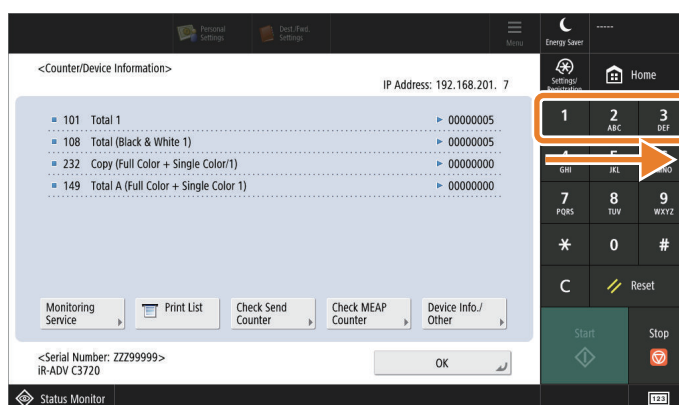 Personal
Settings
Dest./Fwd.
Settings
Menu
Energy Saver
-----
<Counter/Device Information>
IP Address: 192.168.201. 7
Settings/
Registration
Home
101 Total 1 00000005
108 Total (Black & White 1) 00000005
232 Copy (Full Color + Single Color/1) 00000000
149 Total A (Full Color + Single Color 1) 00000000
1
2
ABC
3
DEF
GHI
JKL
MNO
7
PQRS
8
TUV
9
WXYZ
*
0
#
C
Reset
Monitoring
Service
Print List
Check Send
Counter
Check MEAP
Counter
Device Info./
Other
Start
Stop
<Serial Number: ZZZ99999>
iR-ADV C3720
OK
Status Monitor
123